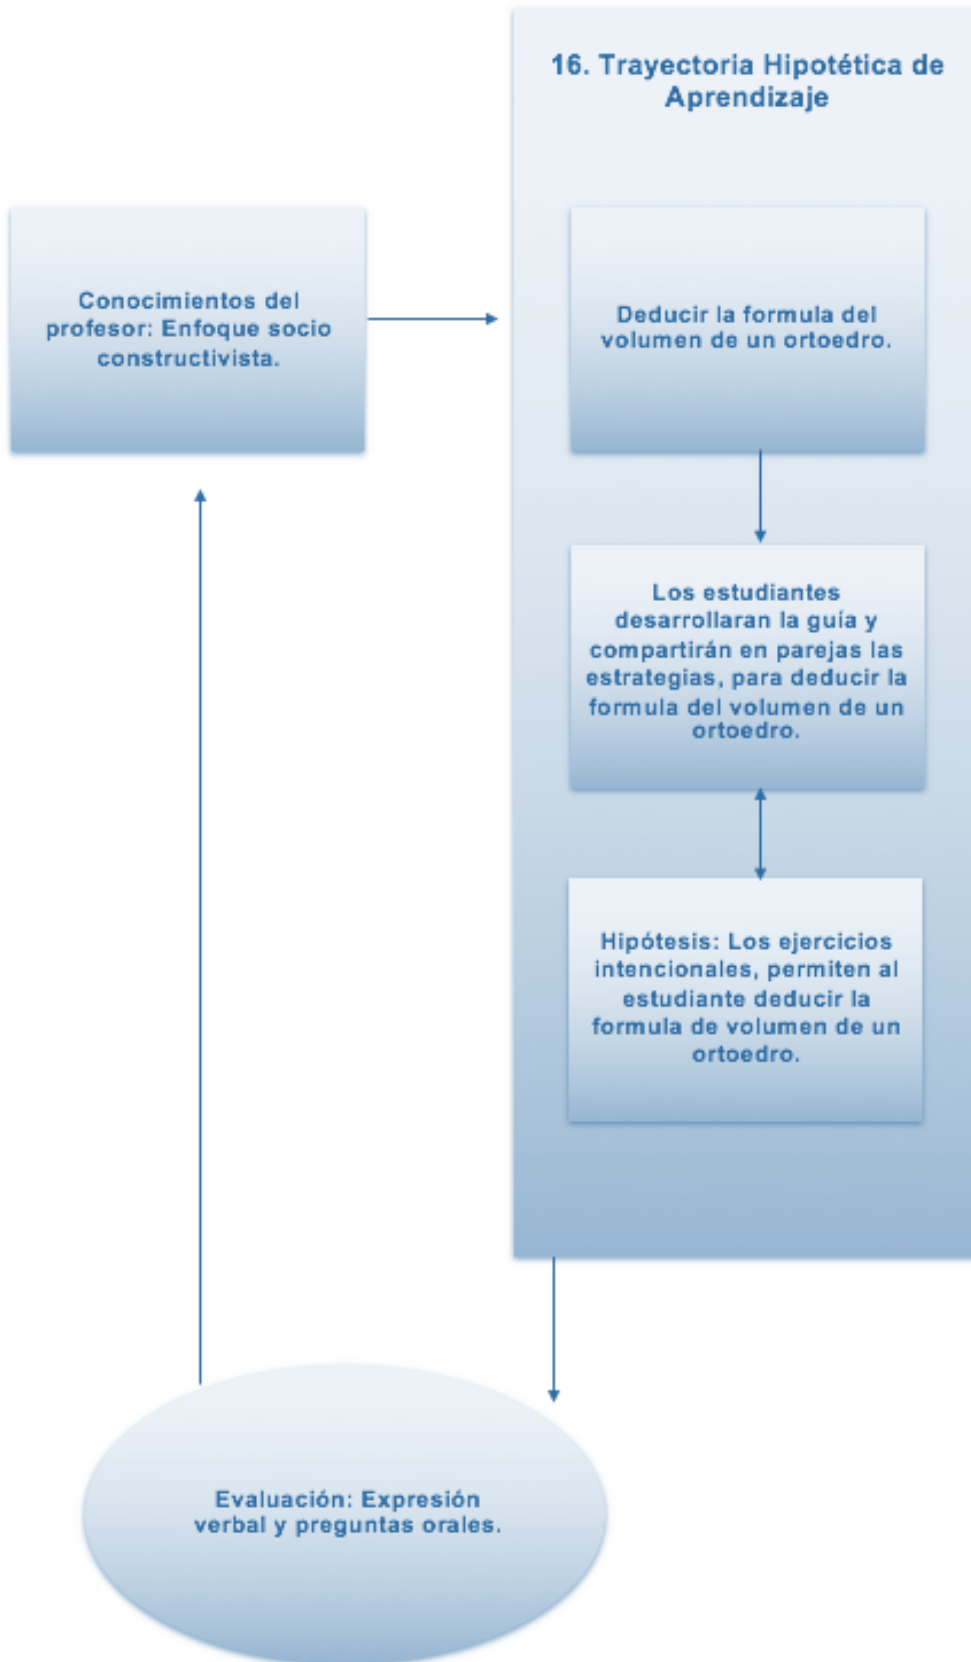 16. Trayectoria Hipotética de
Aprendizaje
Conocimientos del
profesor: Enfoque socio
constructivista.
Deducir la formula del
volumen de un ortoedro.
Los estudiantes
desarrollaran la guía y
compartirán en parejas las
estrategias, para deducir la
formula del volumen de un
ortoedro.
Hipótesis: Los ejercicios
intencionales, permiten al
estudiante deducir la
formula de volumen de un
ortoedro.
Evaluación: Expresión
verbal y preguntas orales.